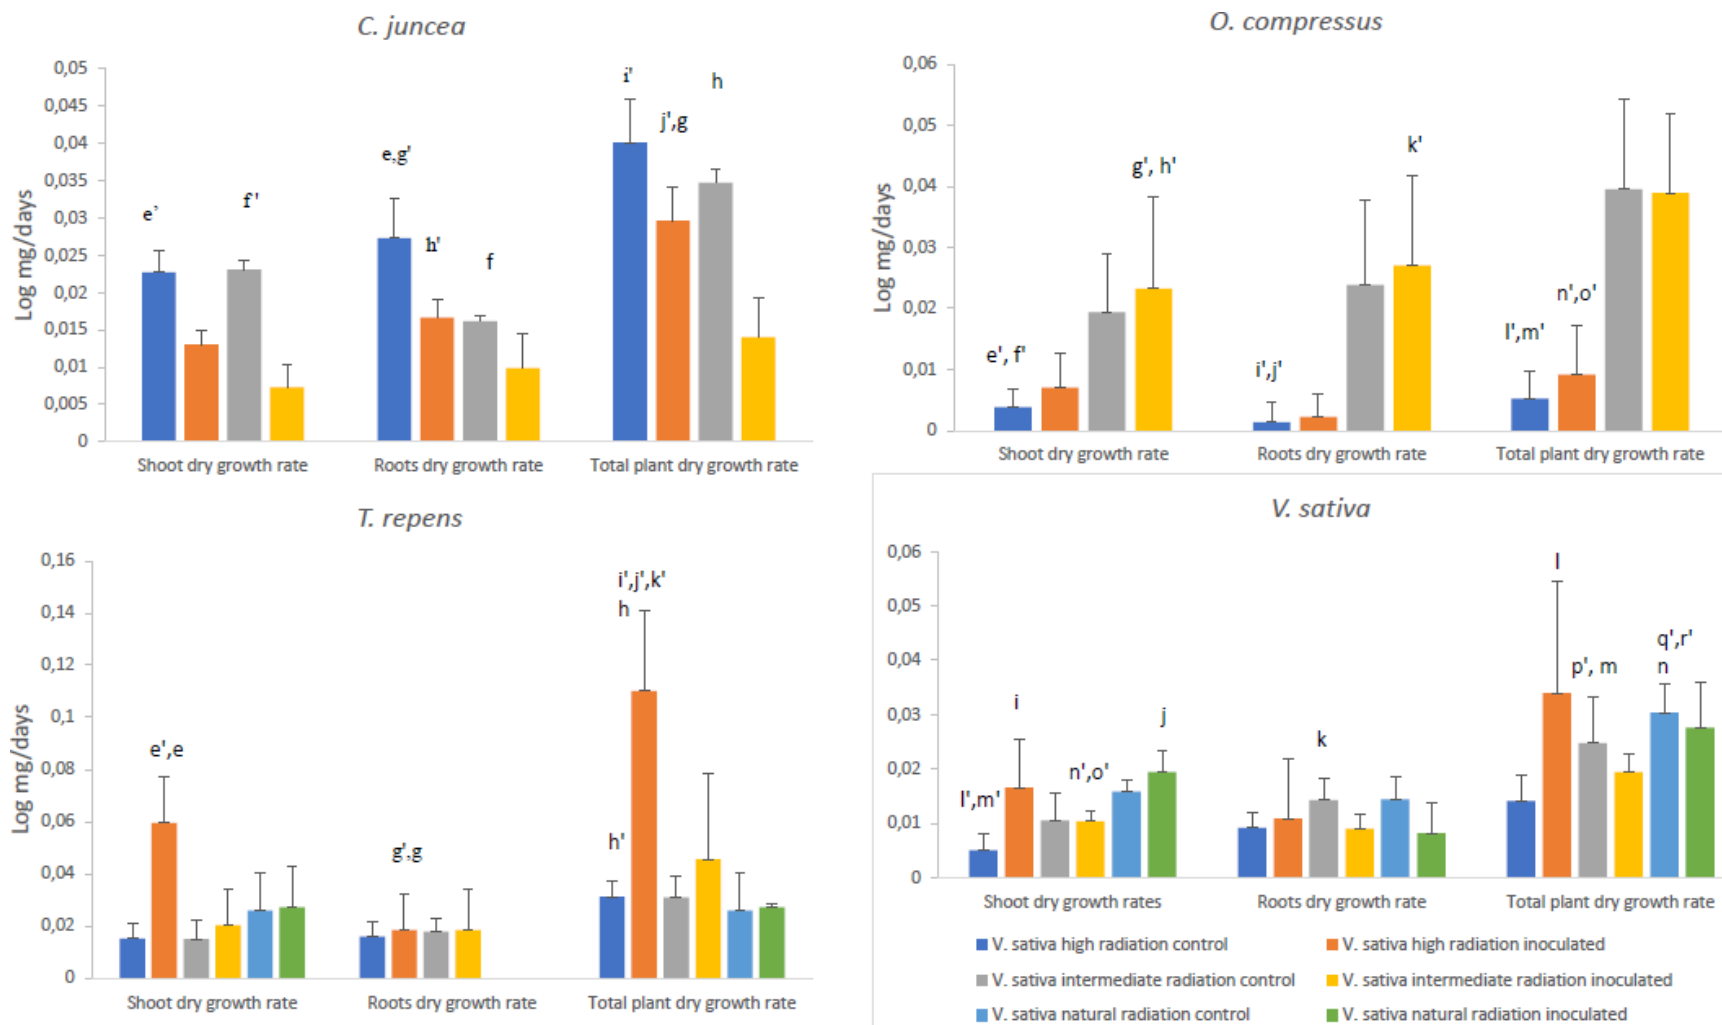 C. juncea
0,05
0,045
0,04
0,035
0,03
0,025
0,02
0,015
0,01
0,005
0
Log mg/days
e’
f'
e,g'
h'
f
i'
j',g
h
Shoot dry growth rate
Roots dry growth rate
Total plant dry growth rate
O. compressus
0,06
0,05
0,04
0,03
0,02
0,01
0
Log mg/days
e', f'
g', h'
i',j'
k'
l',m'
n',o'
Shoot dry growth rate
Roots dry growth rate
Total plant dry growth rate
T. repens
0,16
0,14
0,12
0,1
0,08
0,06
0,04
0,02
0
Log mg/days
e',e
g',g
h'
i',j',k'
h
Shoot dry growth rate
Roots dry growth rate
Total plant dry growth rate
V. sativa
0,06
0,05
0,04
0,03
0,02
0,01
0
l',m'
i
n',o'
j
k
l
p', m
q',r'
n
Shoot dry growth rates
Roots dry growth rate
Total plant dry growth rate
V. sativa high radiation control
V. sativa high radiation inoculated
V. sativa intermediate radiation control
V. sativa intermediate radiation inoculated
V. sativa natural radiation control
V. sativa natural radiation inoculated